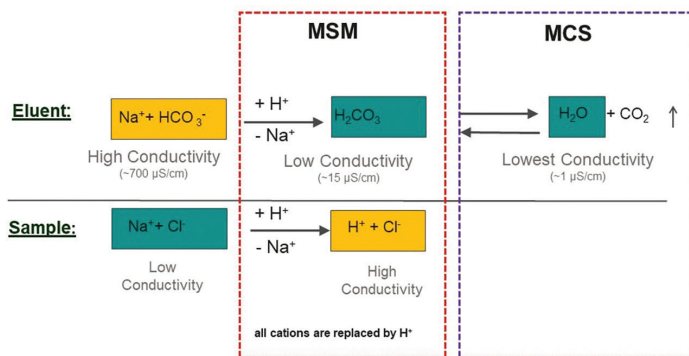 MSM
MCS
Eluent:
Na⁺+ HCO₃⁻
+ H⁺
- Na⁺
H₂CO₃
H₂O
+ CO₂ ↑
High Conductivity
(~700 µS/cm)
Low Conductivity
(~15 µS/cm)
Lowest Conductivity
(~1 µS/cm)
Sample:
Na⁺+ Cl⁻
+ H⁺
- Na⁺
H⁺ + Cl⁻
Low
Conductivity
High
Conductivity
all cations are replaced by H⁺